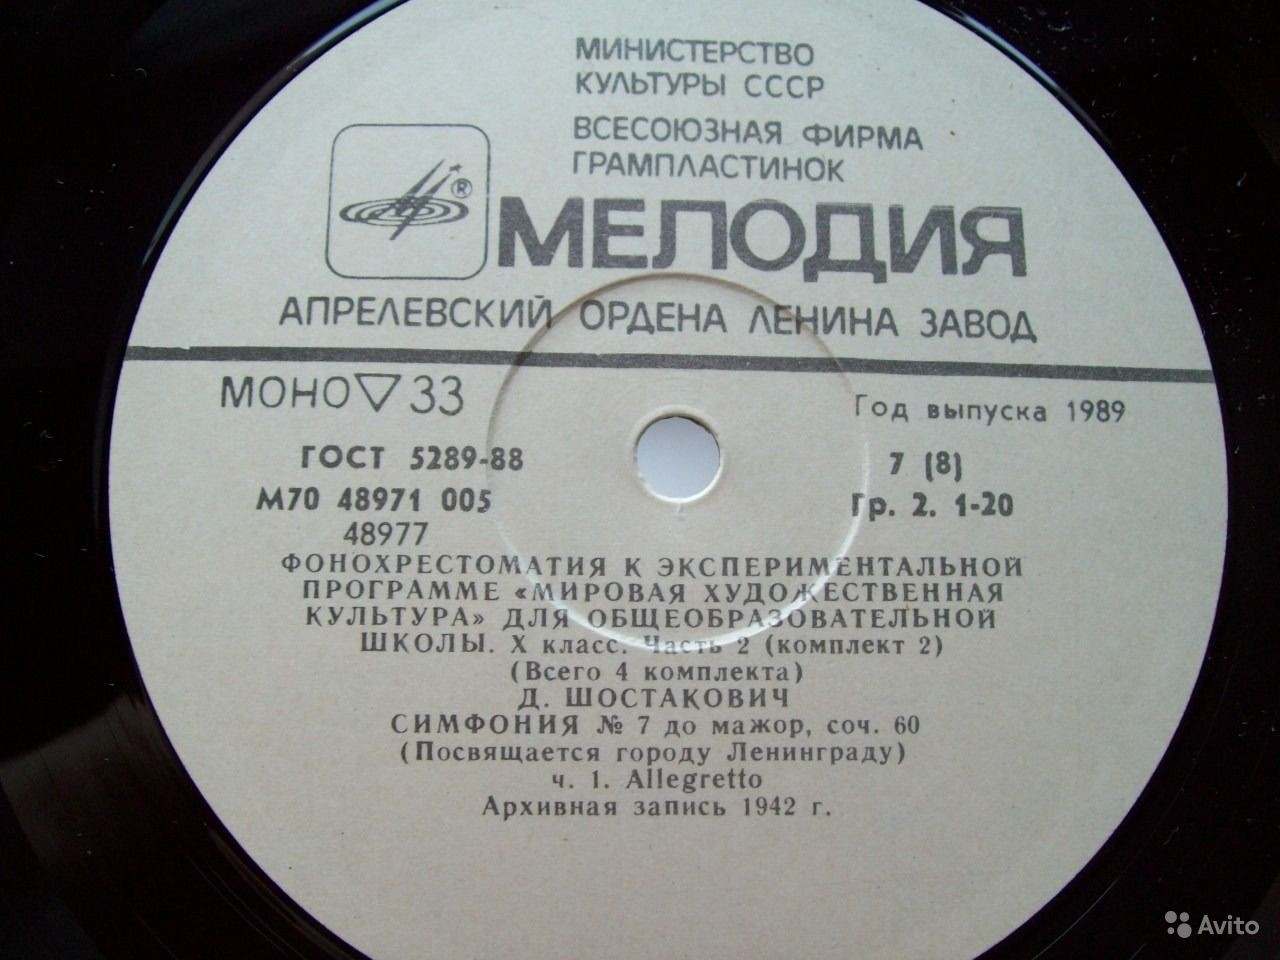 МИНИСТЕРСТВО
КУЛЬТУРЫ СССР
ВСЕСОЮЗНАЯ ФИРМА
ГРАМПЛАСТИНОК
®
МЕЛОДИЯ
АПРЕЛЕВСКИЙ ОРДЕНА ЛЕНИНА ЗАВОД
МОНО ▽ 33
Год выпуска 1989
ГОСТ 5289-88
7 (8)
М70 48971 005
Гр. 2. 1-20
48977
ФОНОХРЕСТОМАТИЯ К ЭКСПЕРИМЕНТАЛЬНОЙ
ПРОГРАММЕ «МИРОВАЯ ХУДОЖЕСТВЕННАЯ
КУЛЬТУРА» ДЛЯ ОБЩЕОБРАЗОВАТЕЛЬНОЙ
ШКОЛЫ. X класс. Часть 2 (комплект 2)
(Всего 4 комплекта)
Д. ШОСТАКОВИЧ
СИМФОНИЯ № 7 до мажор, соч. 60
(Посвящается городу Ленинграду)
ч. 1. Allegretto
Архивная запись 1942 г.
Avito